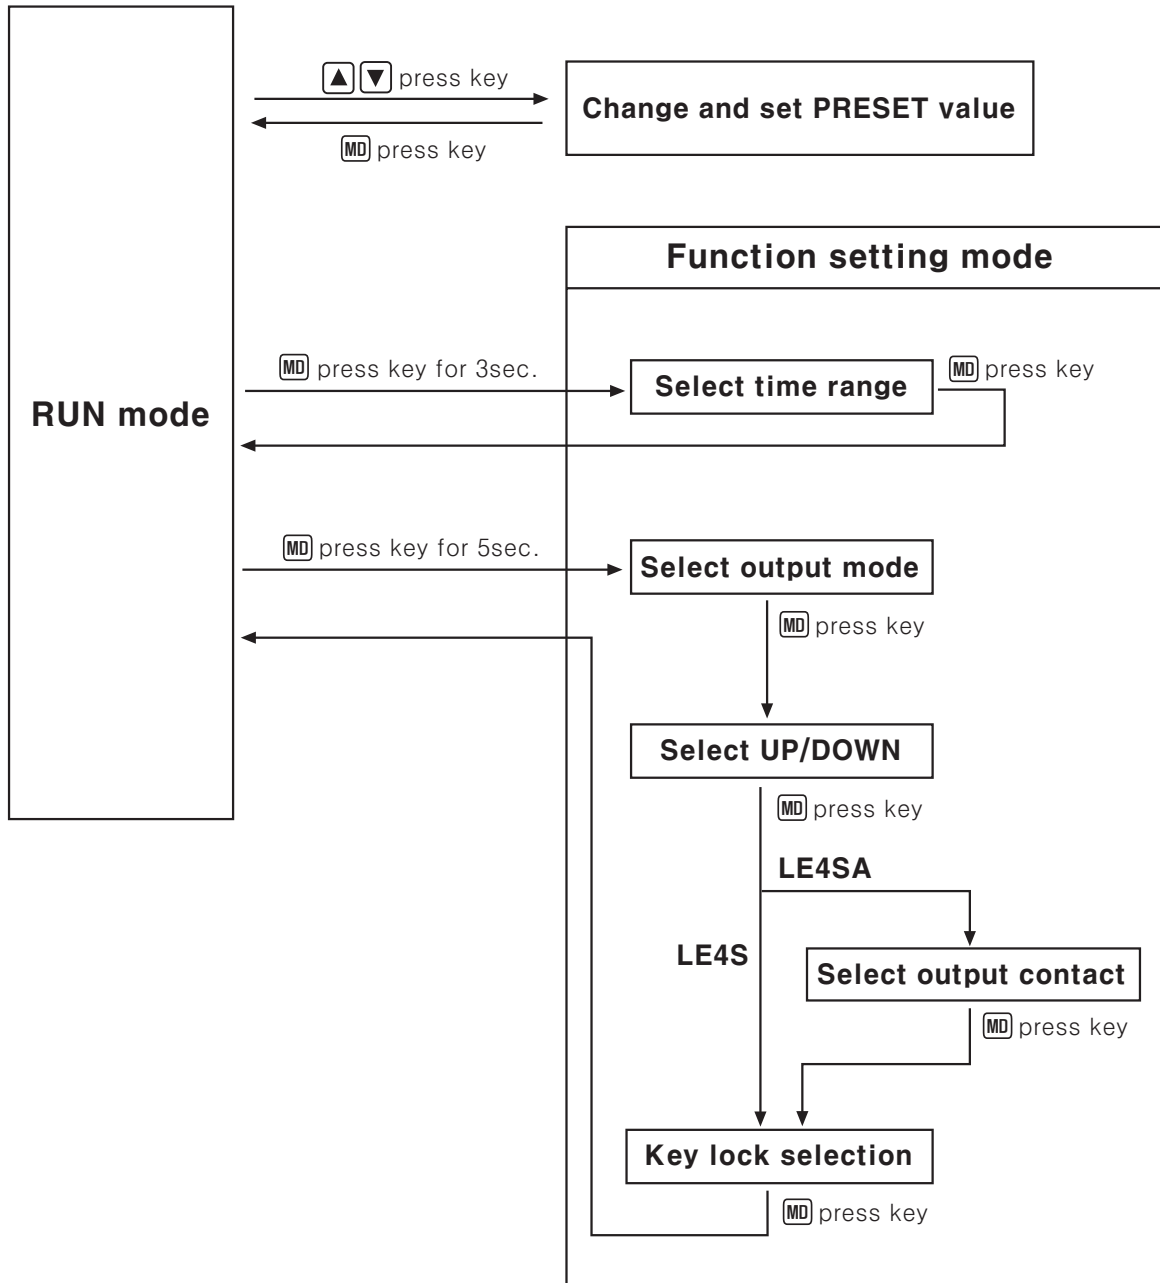 ▲ ▼ press key
Change and set PRESET value
MD press key
Function setting mode
MD press key for 3sec.
Select time range
MD press key
RUN mode
MD press key for 5sec.
Select output mode
MD press key
Select UP/DOWN
MD press key
LE4SA
LE4S
Select output contact
MD press key
Key lock selection
MD press key